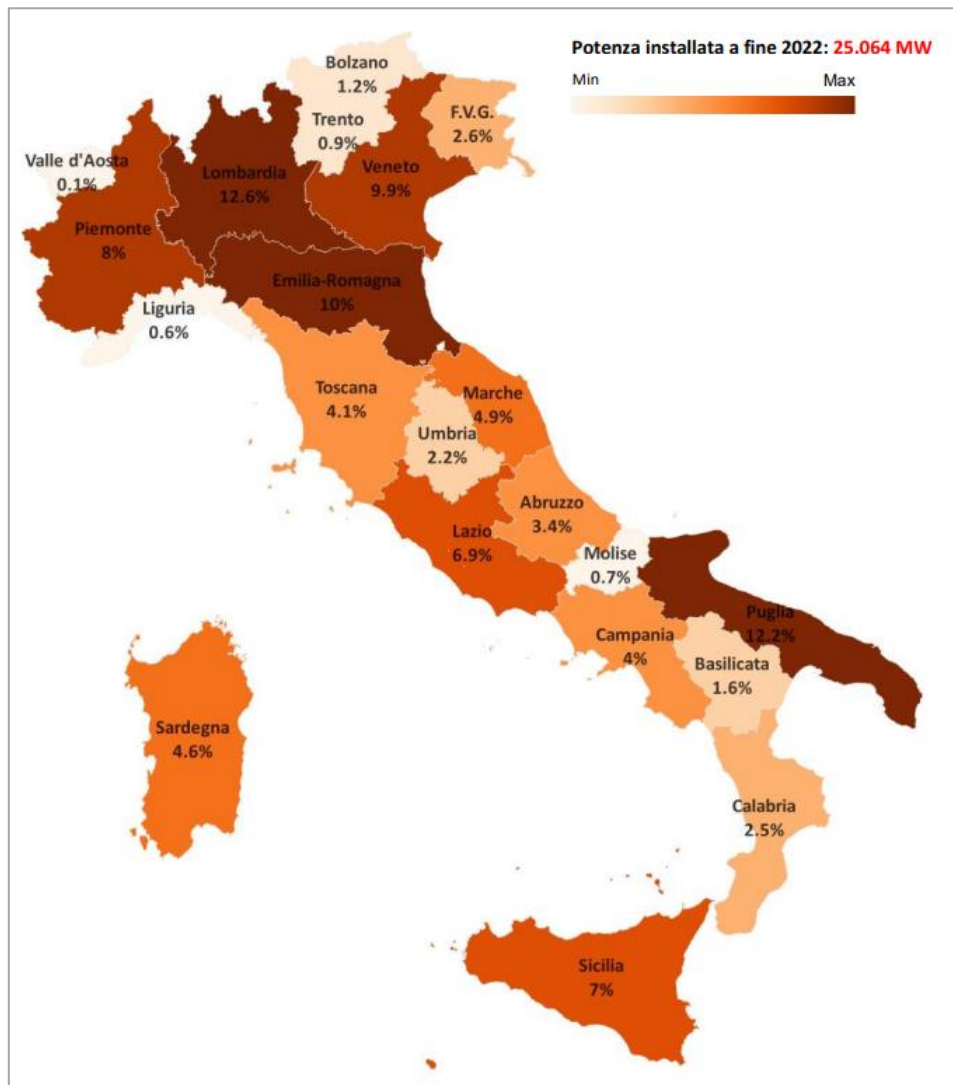 Potenza installata a fine 2022: 25.064 MW
Min Max
Bolzano
1.2%
Trento
0.9%
F.V.G.
2.6%
Valle d'Aosta
0.1%
Lombardia
12.6%
Veneto
9.9%
Piemonte
8%
Emilia-Romagna
10%
Liguria
0.6%
Toscana
4.1%
Marche
4.9%
Umbria
2.2%
Abruzzo
3.4%
Lazio
6.9%
Molise
0.7%
Puglia
12.2%
Campania
4%
Basilicata
1.6%
Sardegna
4.6%
Calabria
2.5%
Sicilia
7%